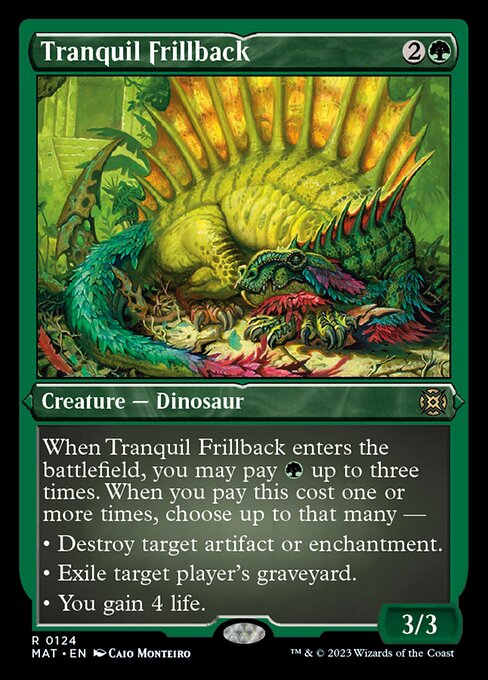 Tranquil Frillback 2
Creature — Dinosaur
When Tranquil Frillback enters the
battlefield, you may pay up to three
times. When you pay this cost one or
more times, choose up to that many —
• Destroy target artifact or enchantment.
• Exile target player's graveyard.
• You gain 4 life.
3/3
R 0124
MAT • EN Caio Monteiro
™ & © 2023 Wizards of the Coast